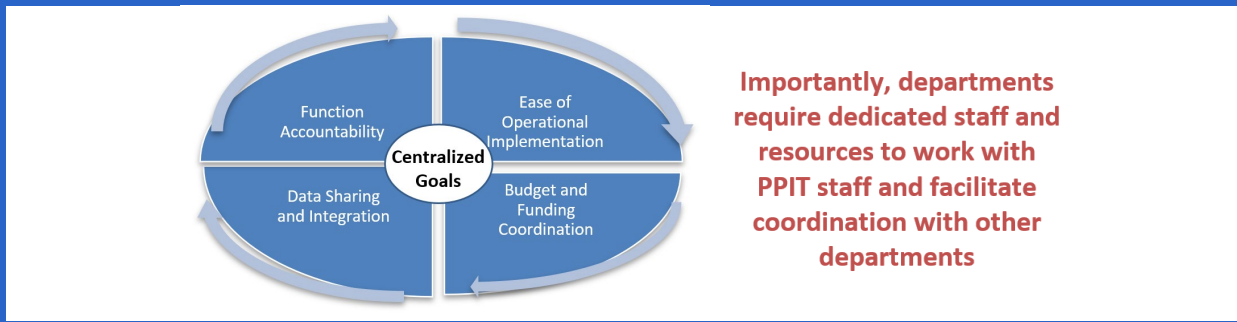 Function
Accountability
Ease of
Operational
Implementation
Centralized
Goals
Data Sharing
and Integration
Budget and
Funding
Coordination
Importantly, departments
require dedicated staff and
resources to work with
PPIT staff and facilitate
coordination with other
departments